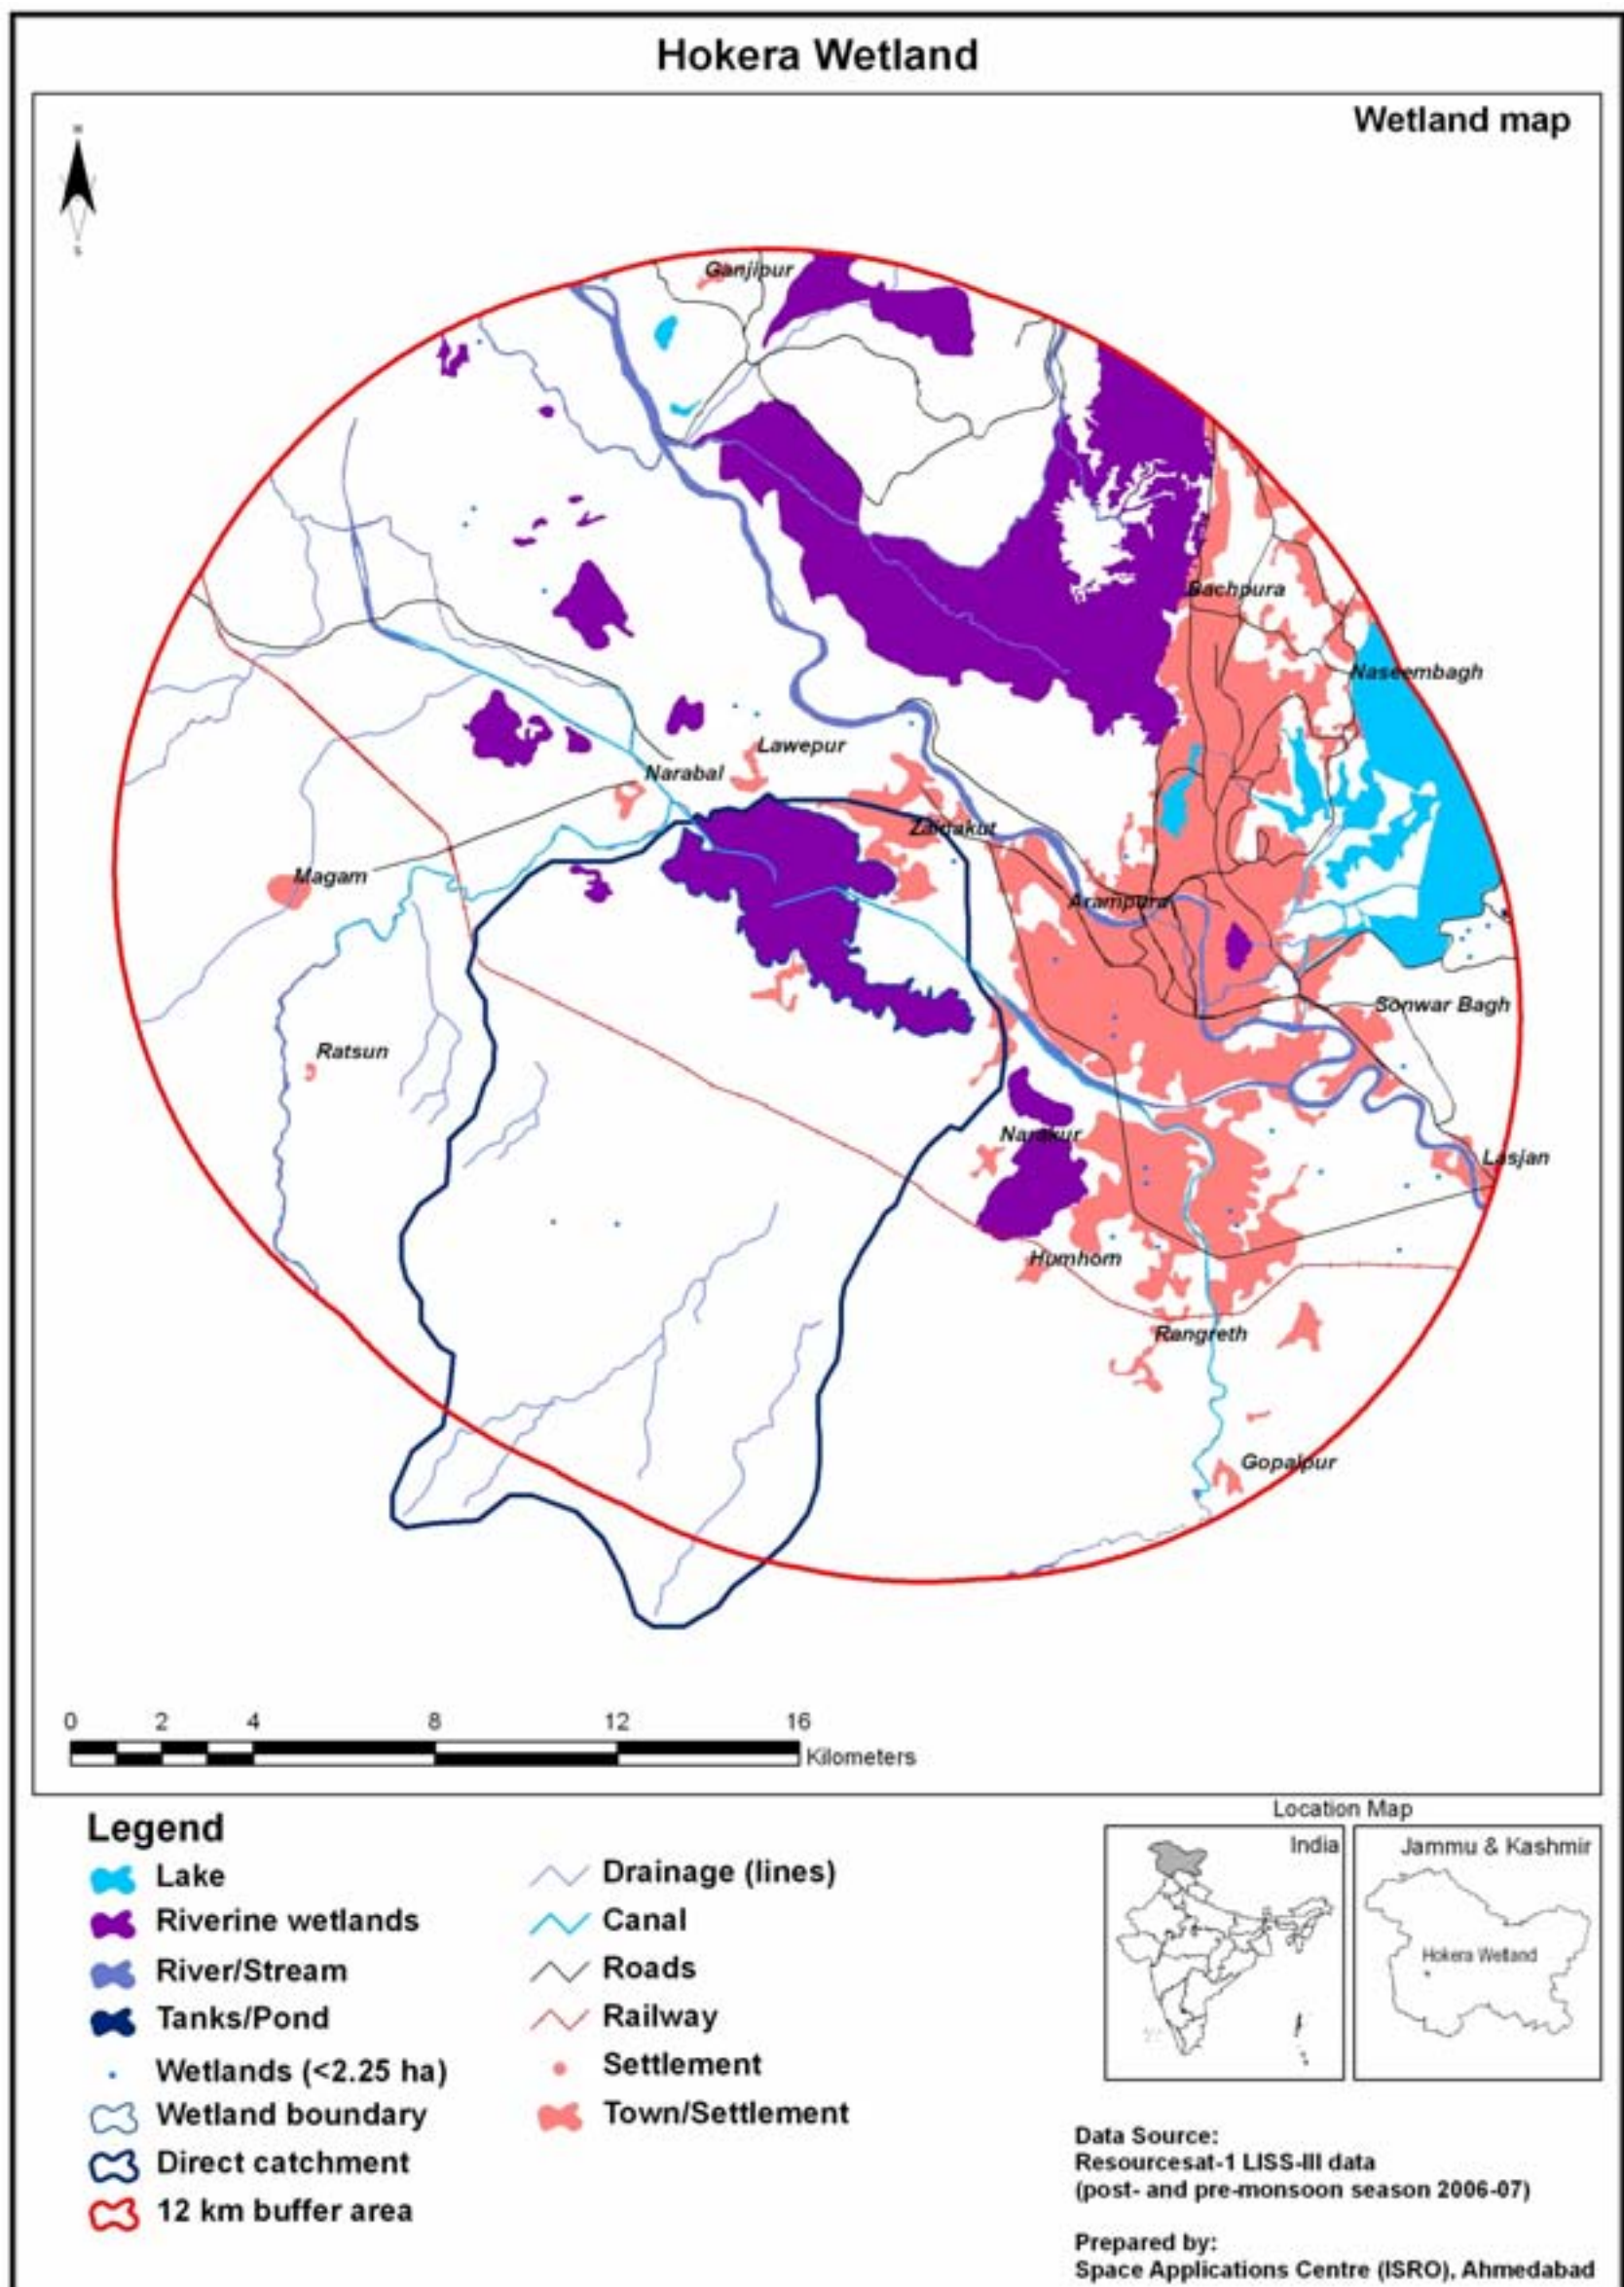 Hokera Wetland
Wetland map
N
S
Ganjipur
Bachpura
Naseembagh
Lawepur
Narabal
Zainakut
Magam
Arampura
Sonwar Bagh
Ratsun
Narakur
Lasjan
Humhom
Rangreth
Gopalpur
0 2 4 8 12 16
Kilometers
Legend
Lake
Riverine wetlands
River/Stream
Tanks/Pond
Wetlands (<2.25 ha)
Wetland boundary
Direct catchment
12 km buffer area
Drainage (lines)
Canal
Roads
Railway
Settlement
Town/Settlement
Location Map
India
Jammu & Kashmir
Hokera Wetland
Data Source:
Resourcesat-1 LISS-III data
(post- and pre-monsoon season 2006-07)
Prepared by:
Space Applications Centre (ISRO), Ahmedabad